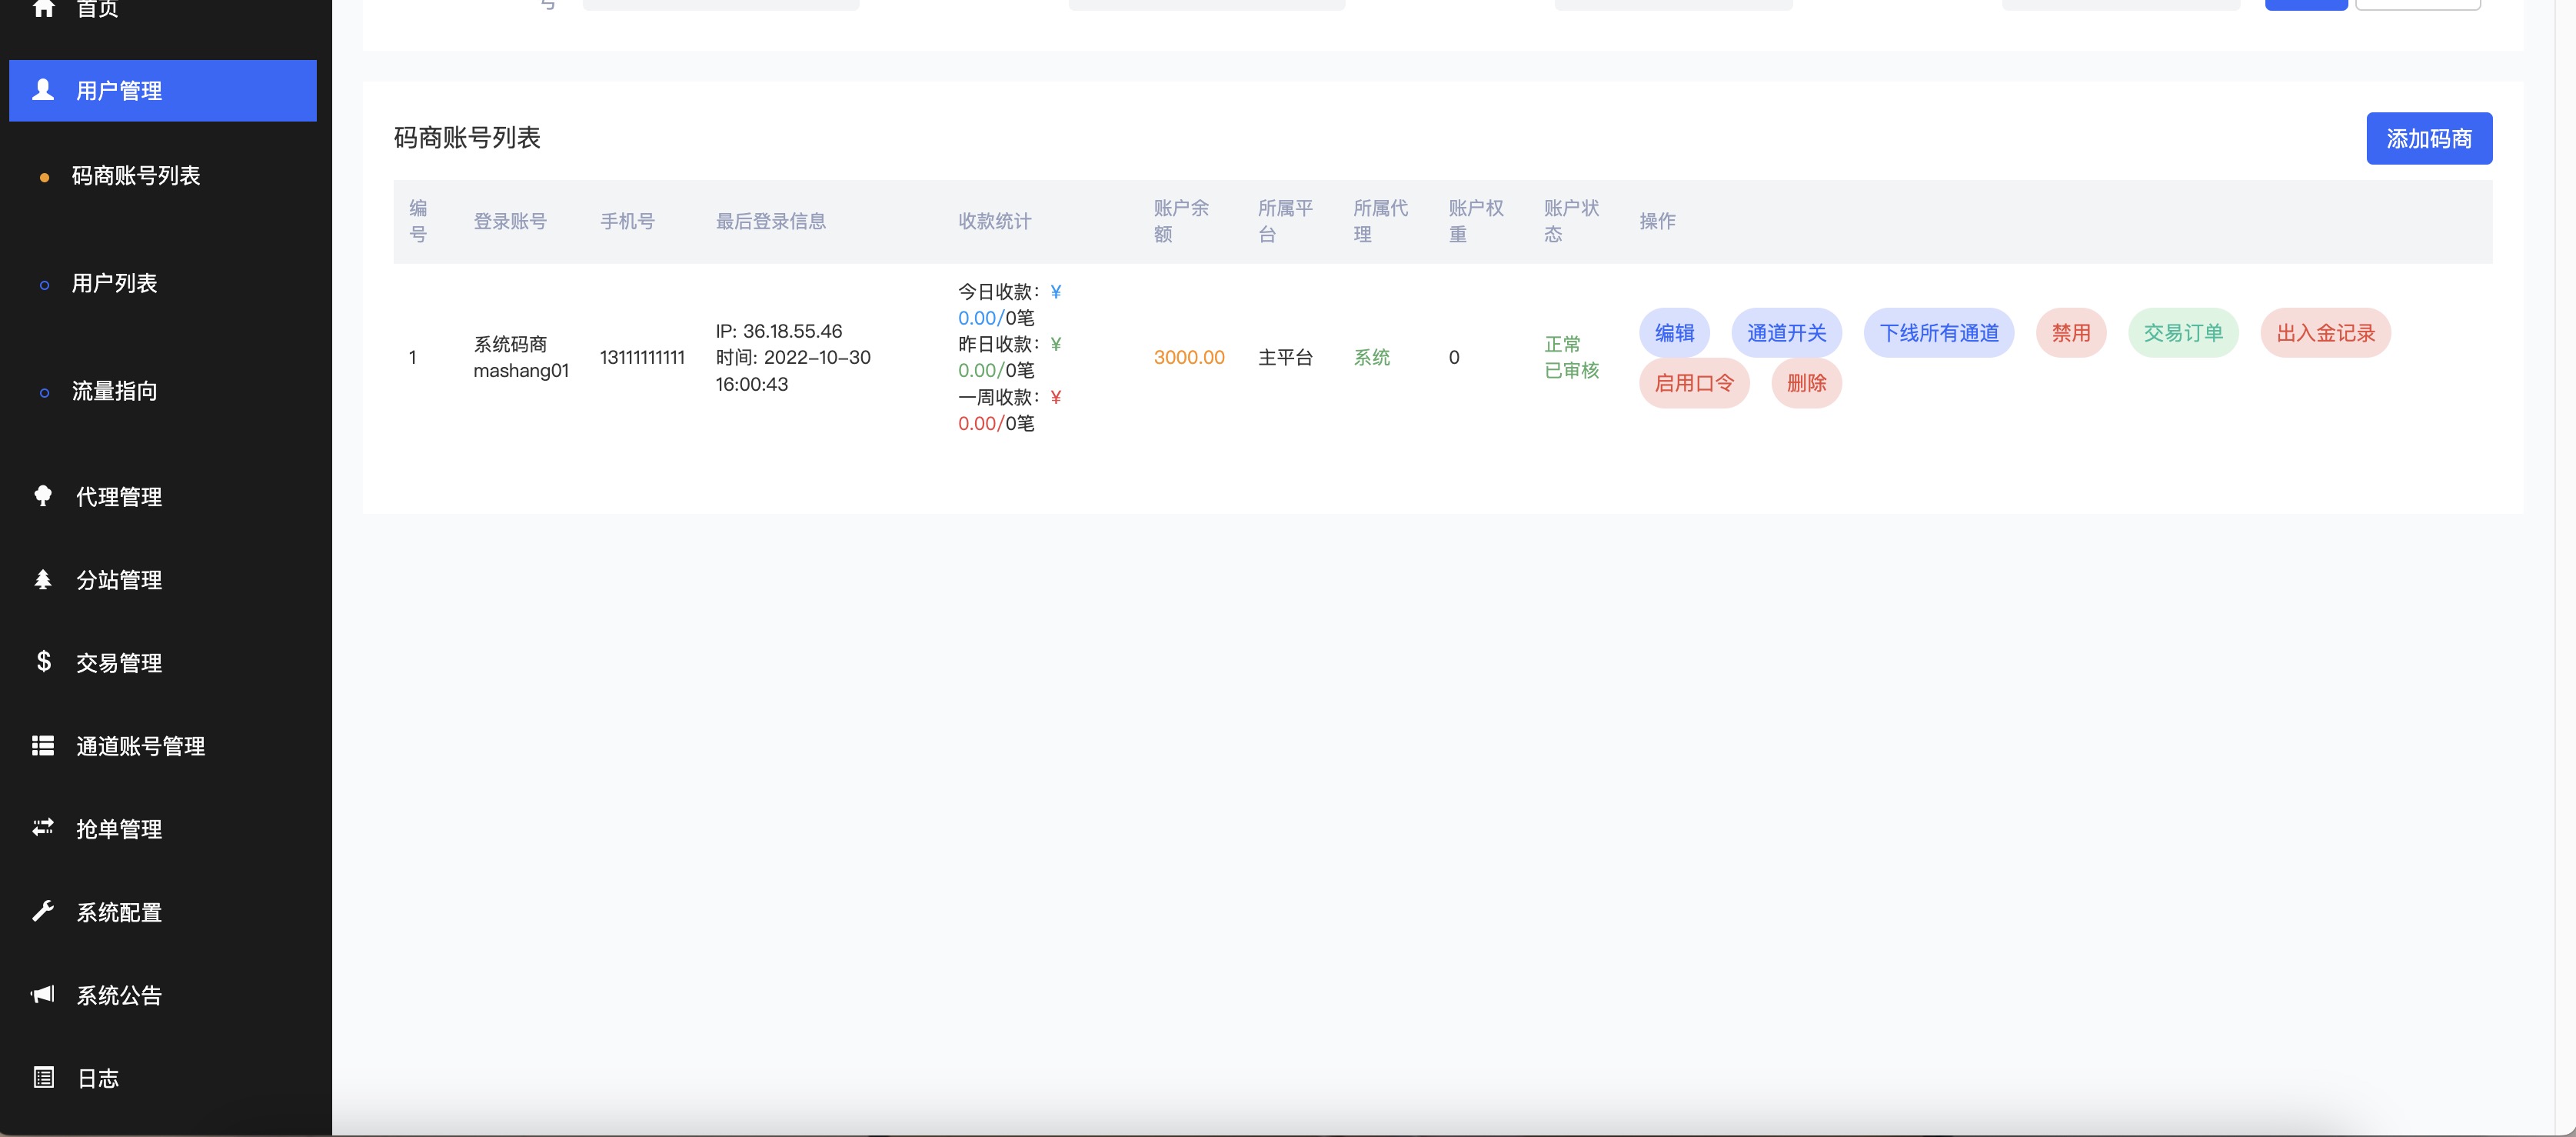 首页
用户管理
码商账号列表
用户列表
流量指向
代理管理
分站管理
$ 交易管理
通道账号管理
抢单管理
系统配置
系统公告
日志
码商账号列表
添加码商
编号
登录账号
手机号
最后登录信息
收款统计
账户余额
所属平台
所属代理
账户权重
账户状态
操作
1
系统码商
mashang01
13111111111
IP: 36.18.55.46
时间: 2022-10-30
16:00:43
今日收款：¥
0.00/0笔
昨日收款：¥
0.00/0笔
一周收款：¥
0.00/0笔
3000.00
主平台
系统
0
正常
已审核
编辑
通道开关
下线所有通道
禁用
交易订单
出入金记录
启用口令
删除